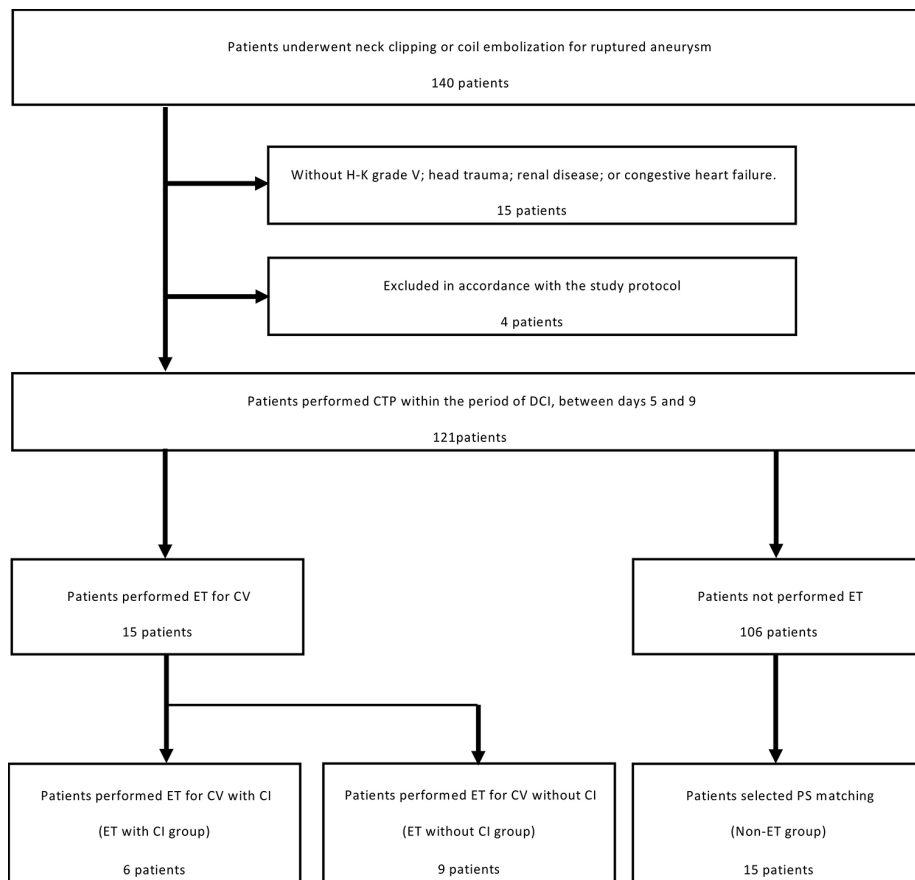 Patients underwent neck clipping or coil embolization for ruptured aneurysm
140 patients
Without H-K grade V; head trauma; renal disease; or congestive heart failure.
15 patients
Excluded in accordance with the study protocol
4 patients
Patients performed CTP within the period of DCI, between days 5 and 9
121patients
Patients performed ET for CV
15 patients
Patients not performed ET
106 patients
Patients performed ET for CV with CI
(ET with CI group)
6 patients
Patients performed ET for CV without CI
(ET without CI group)
9 patients
Patients selected PS matching
(Non-ET group)
15 patients